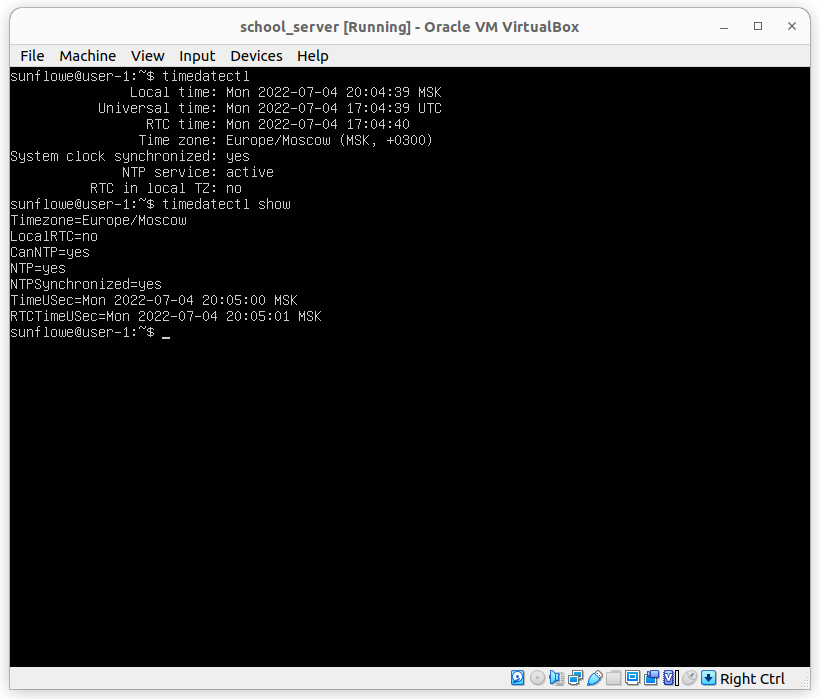 school_server [Running] - Oracle VM VirtualBox
File Machine View Input Devices Help
sunflowe@user-1:~$ timedatectl
Local time: Mon 2022-07-04 20:04:39 MSK
Universal time: Mon 2022-07-04 17:04:39 UTC
RTC time: Mon 2022-07-04 17:04:40
Time zone: Europe/Moscow (MSK, +0300)
System clock synchronized: yes
NTP service: active
RTC in local TZ: no
sunflowe@user-1:~$ timedatectl show
Timezone=Europe/Moscow
LocalRTC=no
CanNTP=yes
NTP=yes
NTPSynchronized=yes
TimeUSec=Mon 2022-07-04 20:05:00 MSK
RTCTimeUSec=Mon 2022-07-04 20:05:01 MSK
sunflowe@user-1:~$ _
Right Ctrl